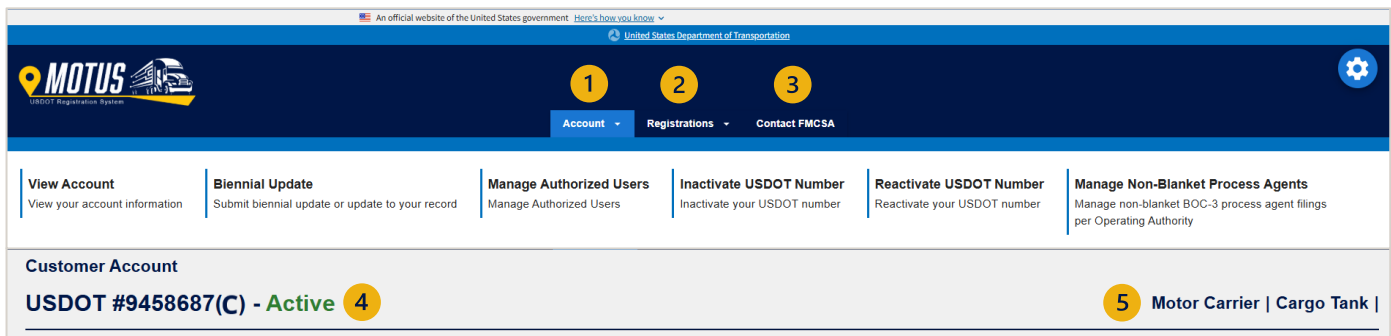 An official website of the United States government Here's how you know
United States Department of Transportation
MOTUS
USDOT Registration System
1 2 3
Account Registrations Contact FMCSA
View Account Biennial Update Manage Authorized Users Inactivate USDOT Number Reactivate USDOT Number Manage Non-Blanket Process Agents
View your account information Submit biennial update or update to your record Manage Authorized Users Inactivate your USDOT number Reactivate your USDOT number Manage non-blanket BOC-3 process agent filings
per Operating Authority
Customer Account
USDOT #9458687(C) - Active 4 5 Motor Carrier | Cargo Tank |